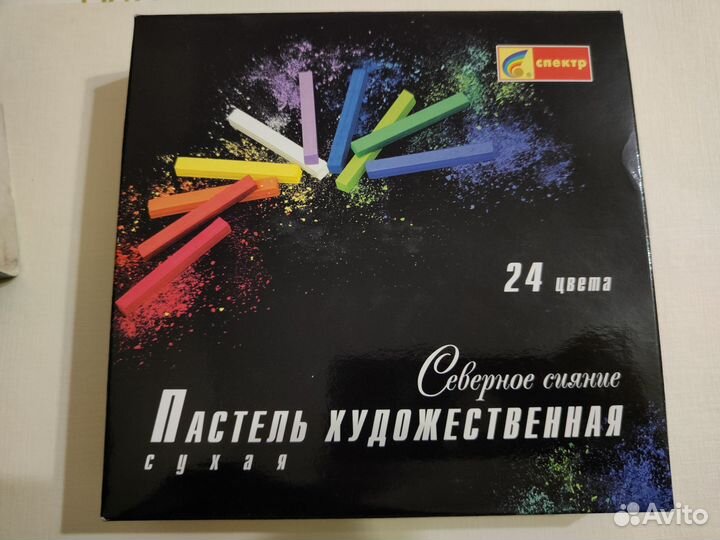 спектр
24 цвета
Северное сияние
Пастель художественная
сухая
Avito